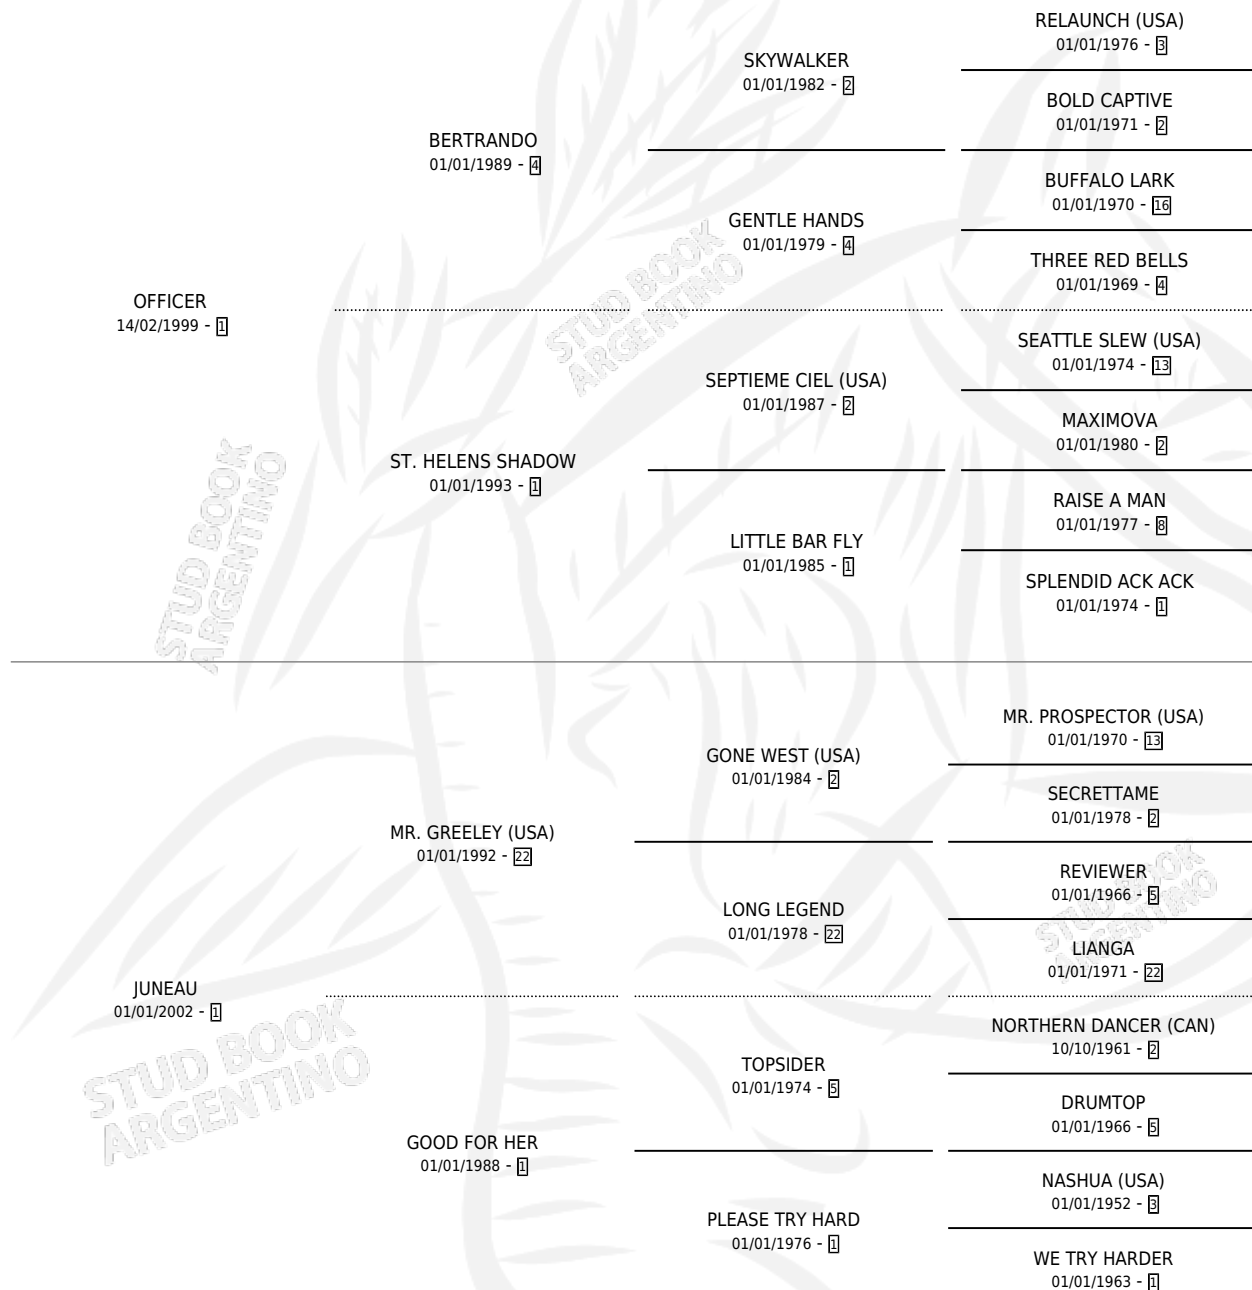 RELAUNCH (USA)
01/01/1976 - 3
SKYWALKER
01/01/1982 - 2
BOLD CAPTIVE
01/01/1971 - 2
BERTRANDO
01/01/1989 - 4
BUFFALO LARK
01/01/1970 - 16
GENTLE HANDS
01/01/1979 - 4
THREE RED BELLS
01/01/1969 - 4
OFFICER
14/02/1999 - 1
STUD BOOK
ARGENTINO
SEATTLE SLEW (USA)
01/01/1974 - 13
SEPTIEME CIEL (USA)
01/01/1987 - 2
MAXIMOVA
01/01/1980 - 2
ST. HELENS SHADOW
01/01/1993 - 1
RAISE A MAN
01/01/1977 - 8
LITTLE BAR FLY
01/01/1985 - 1
SPLENDID ACK ACK
01/01/1974 - 1
STUD BOOK
ARGENTINO
MR. PROSPECTOR (USA)
01/01/1970 - 13
GONE WEST (USA)
01/01/1984 - 2
SECRETTAME
01/01/1978 - 2
MR. GREELEY (USA)
01/01/1992 - 22
REVIEWER
01/01/1966 - 5
LONG LEGEND
01/01/1978 - 22
LIANGA
01/01/1971 - 22
STUD BOOK
ARGENTINO
JUNEAU
01/01/2002 - 1
NORTHERN DANCER (CAN)
10/10/1961 - 2
TOPSIDER
01/01/1974 - 5
DRUMTOP
01/01/1966 - 5
STUD BOOK
ARGENTINO
GOOD FOR HER
01/01/1988 - 1
NASHUA (USA)
01/01/1952 - 3
PLEASE TRY HARD
01/01/1976 - 1
WE TRY HARDER
01/01/1963 - 1